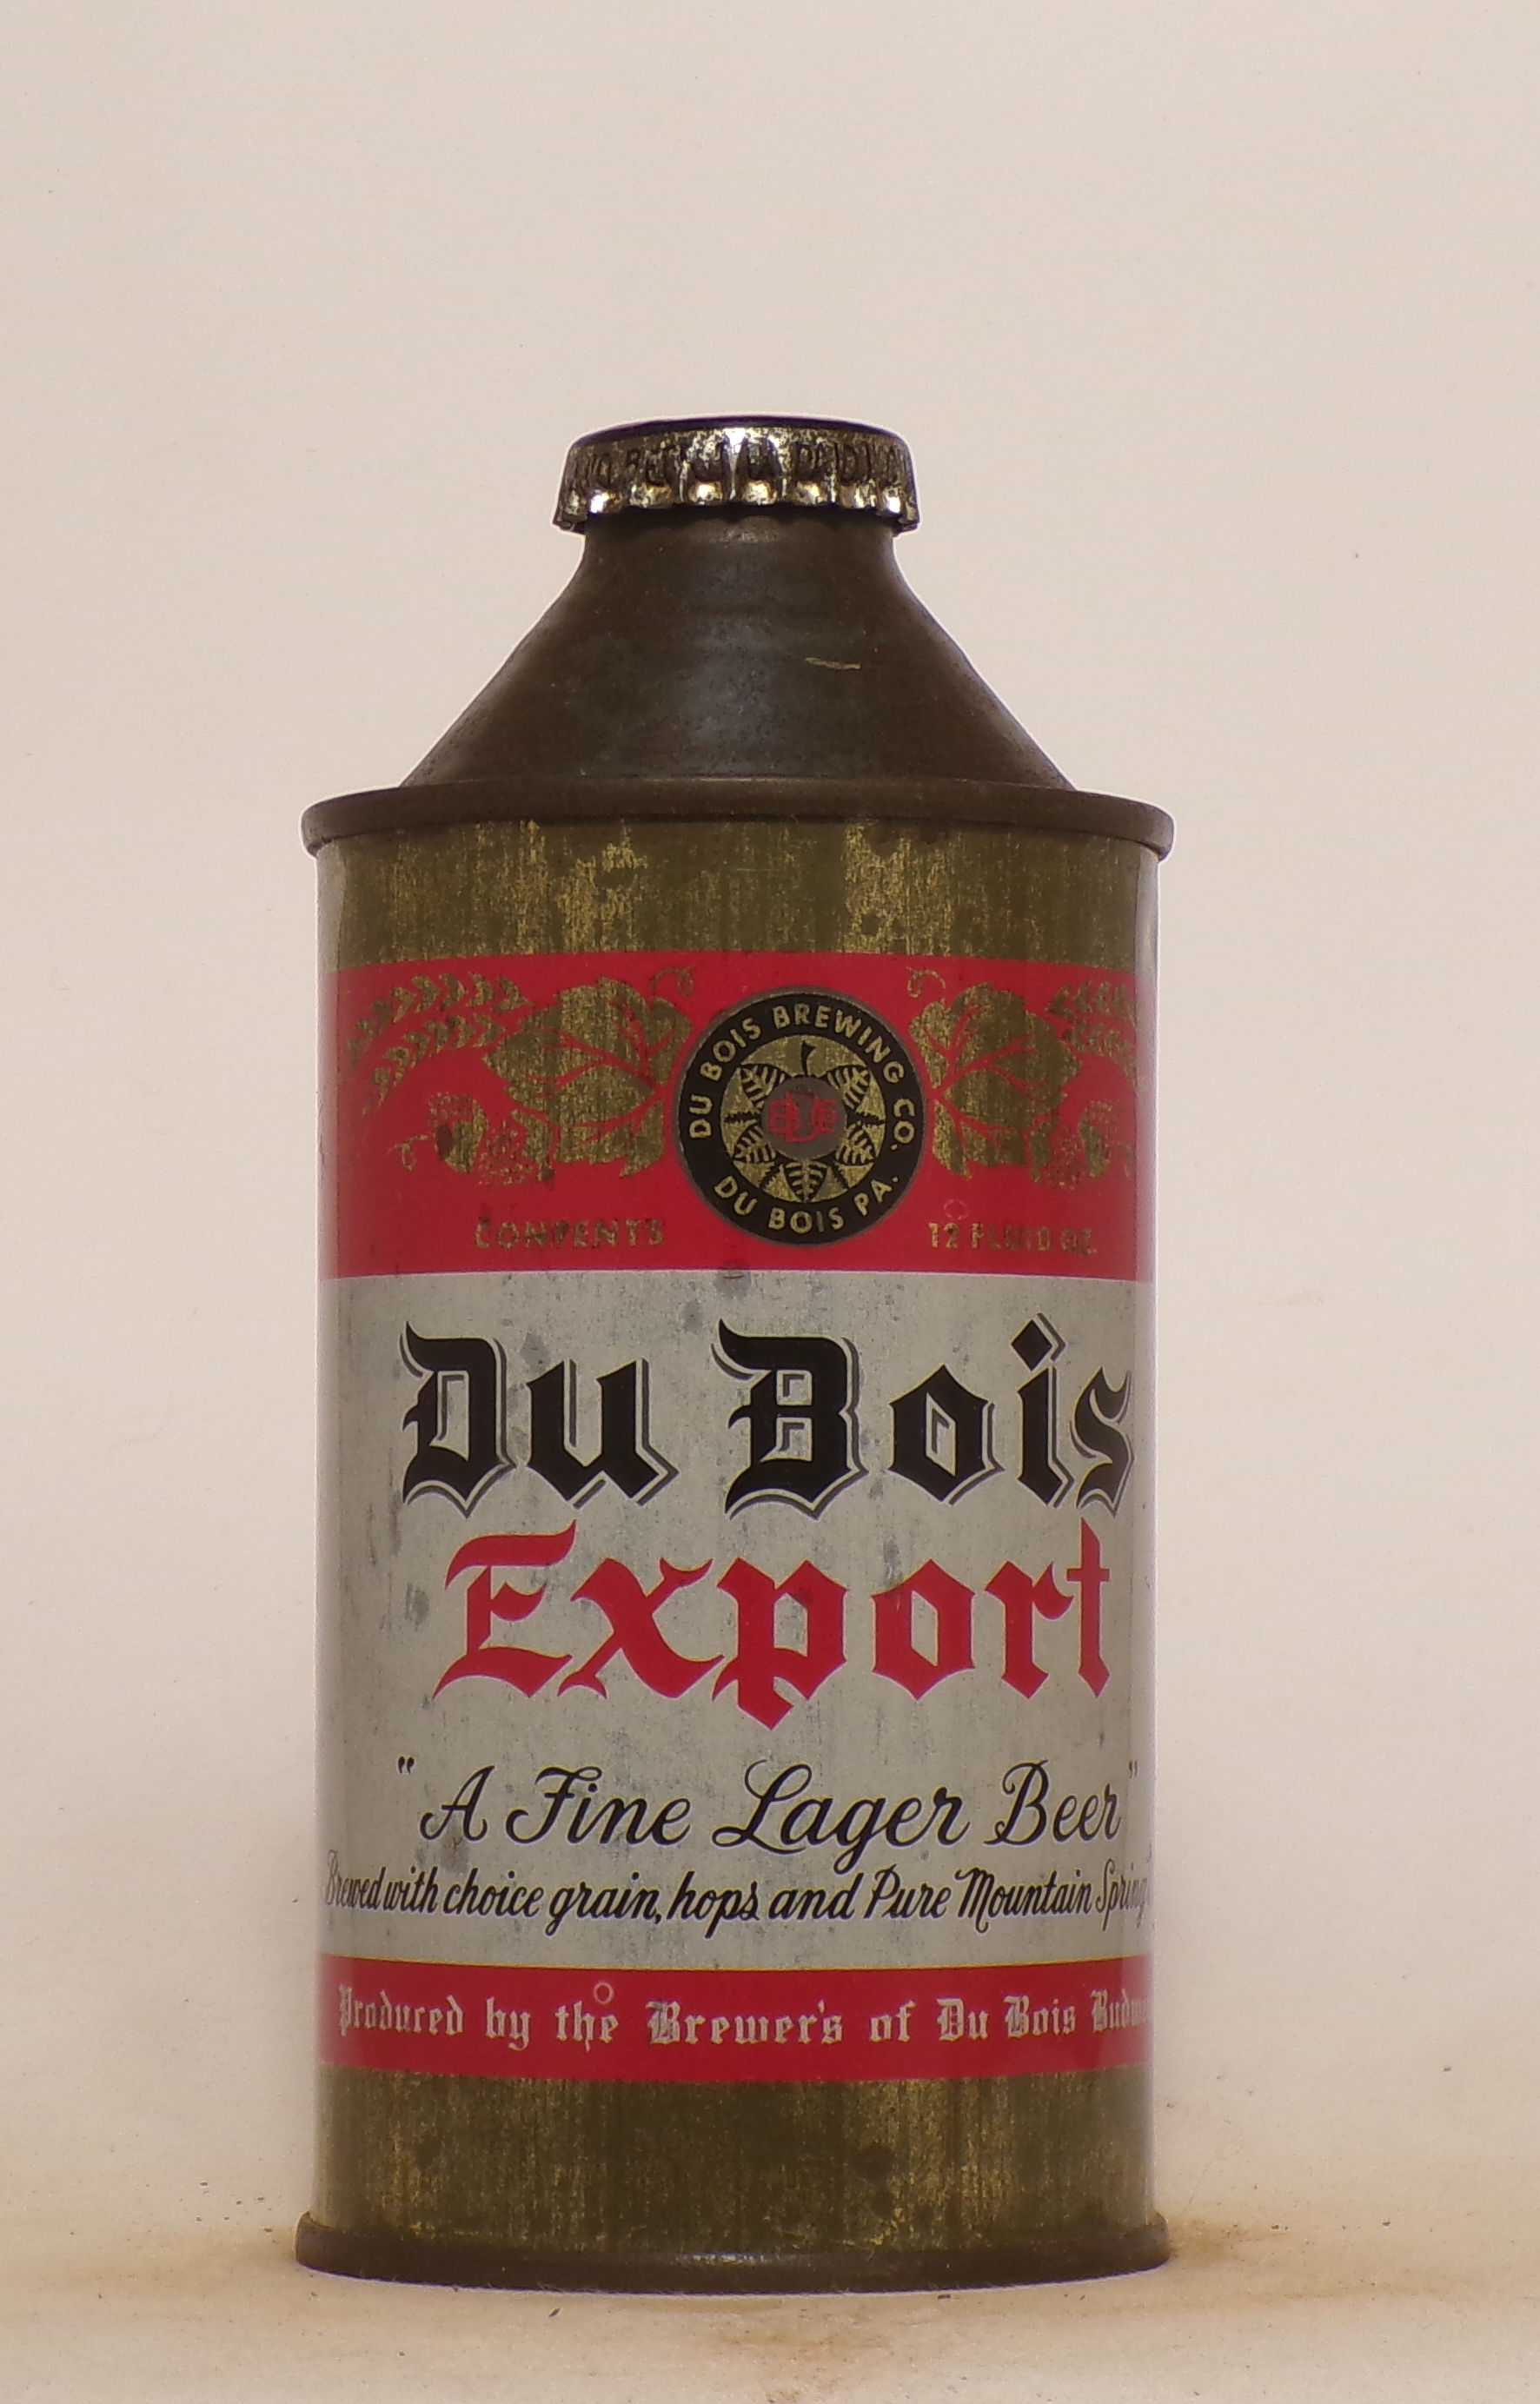 DU BOIS BREWING CO.
DU BOIS PA.
CONTENTS 12 FLUID OZ.
Du Bois
Export
"A Fine Lager Beer"
Brewed with choice grain, hops and Pure Mountain Spring
Produced by the Brewer's of Du Bois